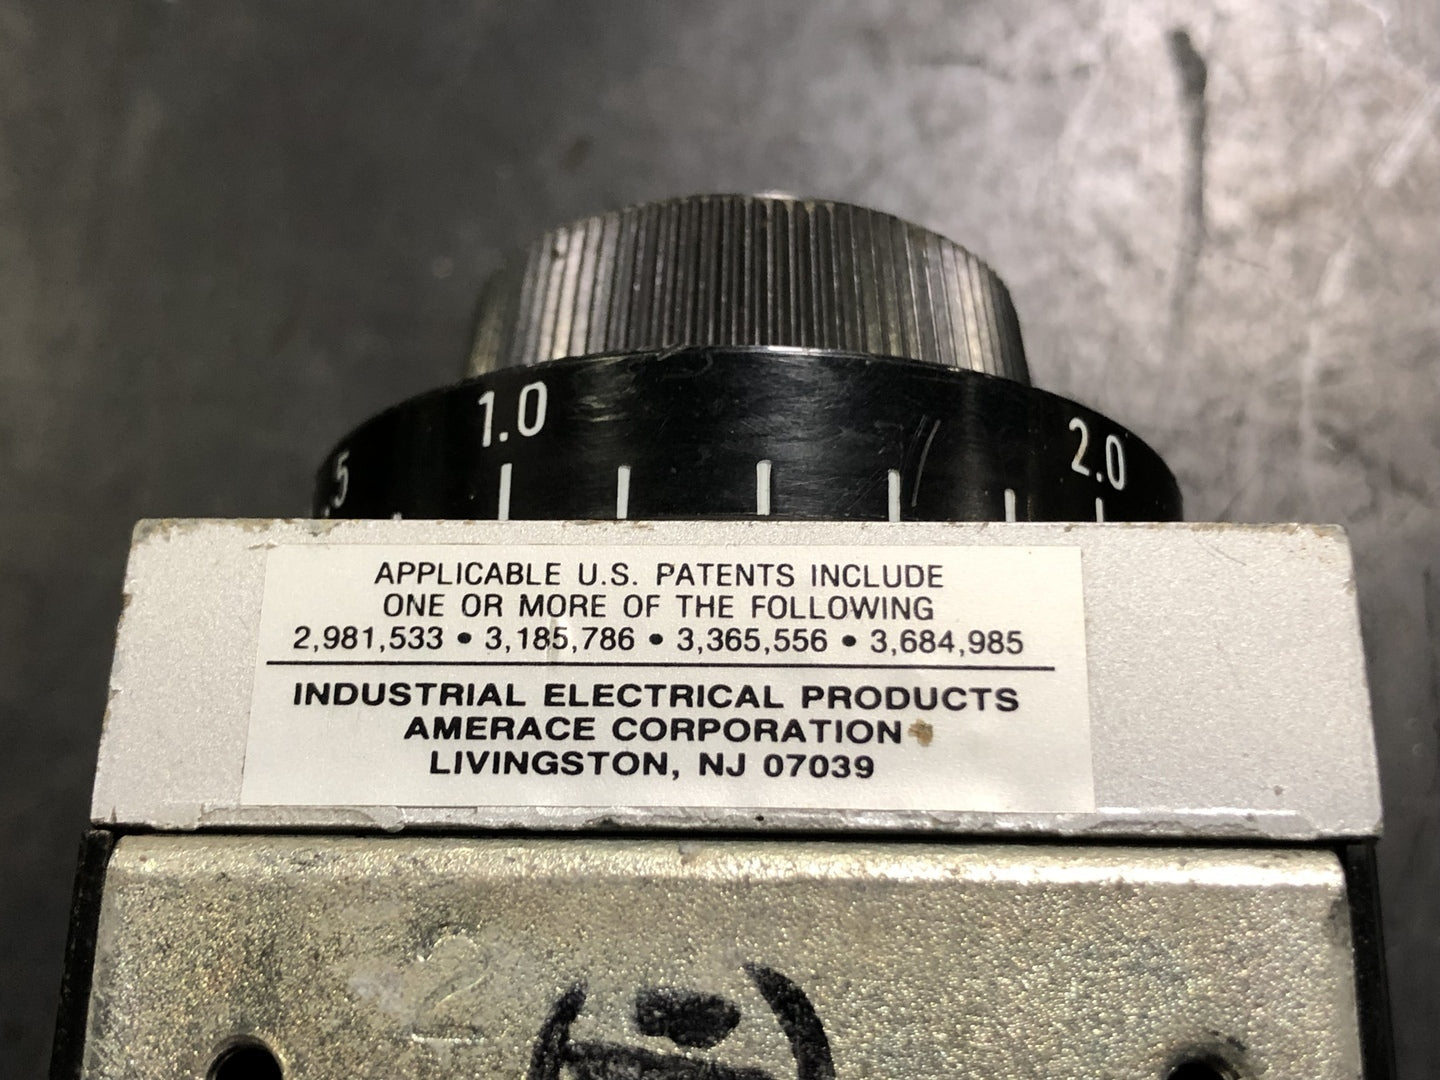 1.0
2.0
.5
APPLICABLE U.S. PATENTS INCLUDE
ONE OR MORE OF THE FOLLOWING
2,981,533 • 3,185,786 • 3,365,556 • 3,684,985
INDUSTRIAL ELECTRICAL PRODUCTS
AMERACE CORPORATION
LIVINGSTON, NJ 07039